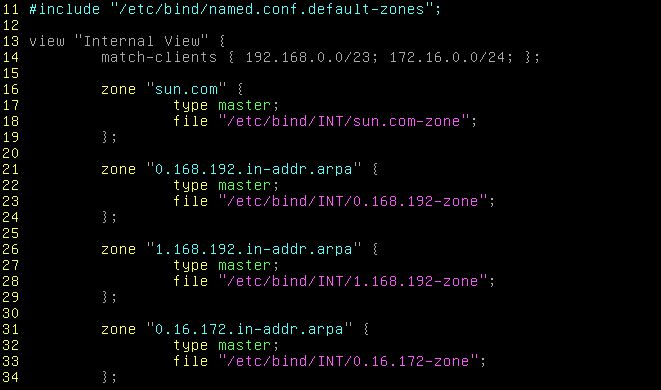 11 #include "/etc/bind/named.conf.default-zones";
12
13 view "Internal View" {
14         match-clients { 192.168.0.0/23; 172.16.0.0/24; };
15
16         zone "sun.com" {
17                 type master;
18                 file "/etc/bind/INT/sun.com-zone";
19         };
20
21         zone "0.168.192.in-addr.arpa" {
22                 type master;
23                 file "/etc/bind/INT/0.168.192-zone";
24         };
25
26         zone "1.168.192.in-addr.arpa" {
27                 type master;
28                 file "/etc/bind/INT/1.168.192-zone";
29         };
30
31         zone "0.16.172.in-addr.arpa" {
32                 type master;
33                 file "/etc/bind/INT/0.16.172-zone";
34         };